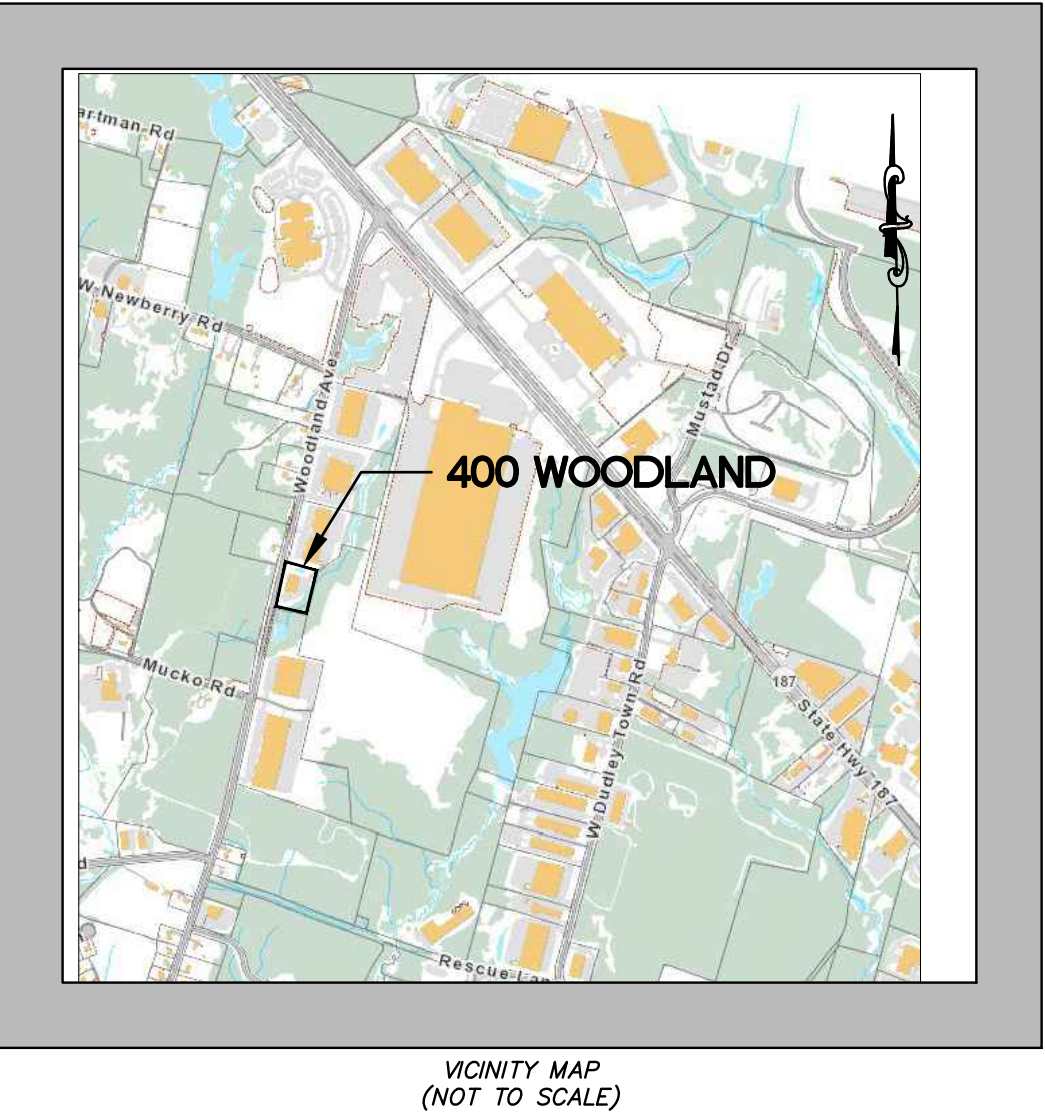 artman Rd
W Newberry Rd
Woodland Ave
Mustad Dr
400 WOODLAND
Mucko Rd
187
State Hwy 187
W Dudley Town Rd
d
Rescue Lan
VICINITY MAP
(NOT TO SCALE)